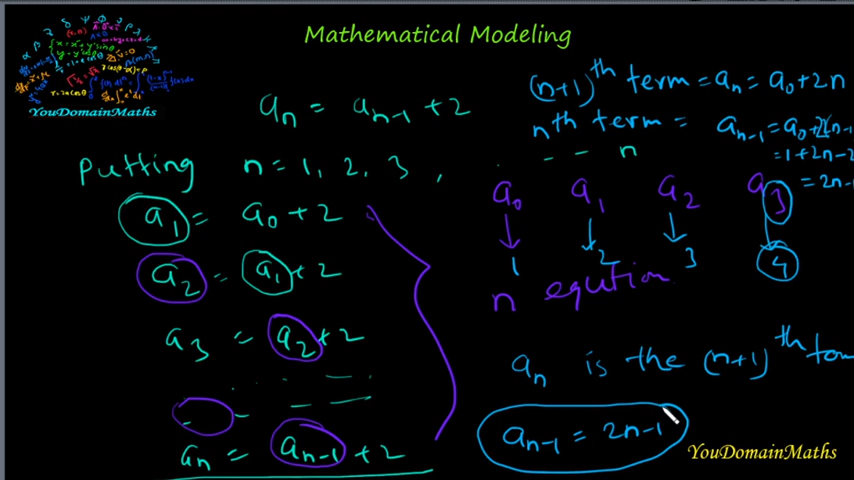 Mathematical Modeling
YouDomainMaths
aₙ = aₙ₋₁ + 2
(n+1)ᵗʰ term = aₙ = a₀ + 2n
nth term = aₙ₋₁ = a₀ + 2(n-1
= 1 + 2n - 2
= 2n-1
Putting n = 1, 2, 3, . - - n
a₁ = a₀ + 2
a₂ = a₁ + 2
a₃ = a₂ + 2
aₙ = aₙ₋₁ + 2
a₀ a₁ a₂ a₃
1 2 3 4
n eqution
aₙ is the (n+1)ᵗʰ
aₙ₋₁ = 2n-1
YouDomainMaths